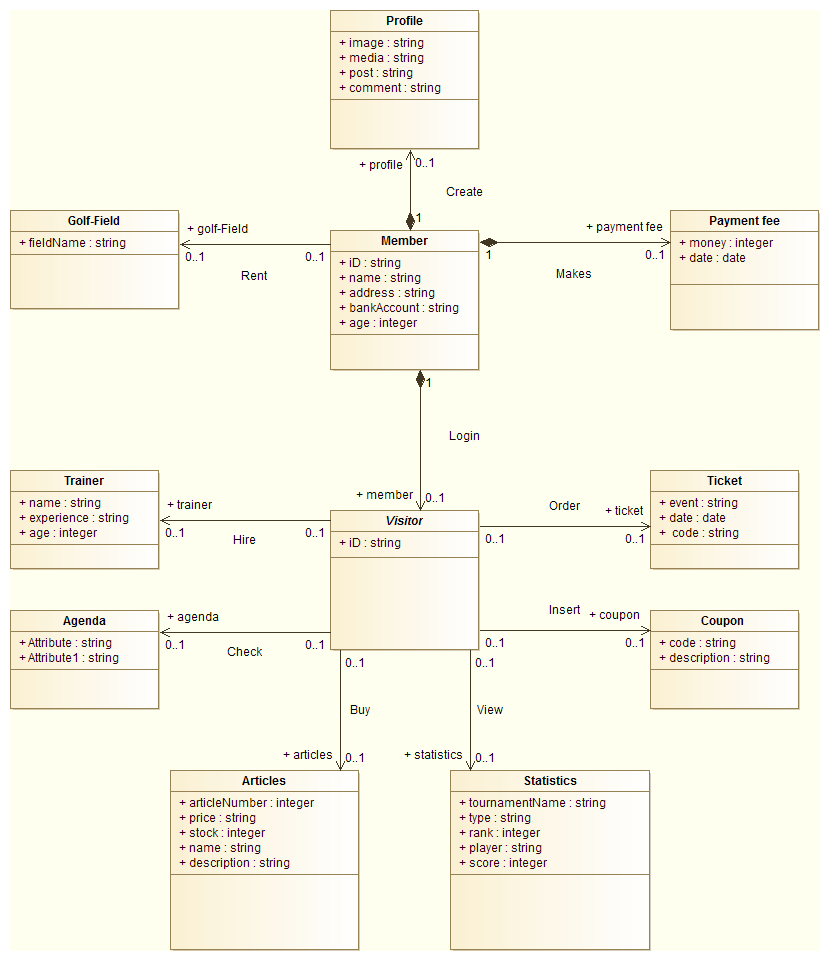 Profile
+ image : string
+ media : string
+ post : string
+ comment : string
+ profile
0..1
Create
1
Golf-Field
+ fieldName : string
+ golf-Field
0..1
0..1
Rent
Member
+ iD : string
+ name : string
+ address : string
+ bankAccount : string
+ age : integer
1
+ payment fee
0..1
Makes
Payment fee
+ money : integer
+ date : date
1
Login
+ member
0..1
Trainer
+ name : string
+ experience : string
+ age : integer
+ trainer
0..1
0..1
Hire
Visitor
+ iD : string
Order
+ ticket
0..1
0..1
Ticket
+ event : string
+ date : date
+ code : string
Agenda
+ Attribute : string
+ Attribute1 : string
+ agenda
0..1
0..1
Check
Insert
+ coupon
0..1
0..1
Coupon
+ code : string
+ description : string
0..1
Buy
+ articles
0..1
0..1
View
+ statistics
0..1
Articles
+ articleNumber : integer
+ price : string
+ stock : integer
+ name : string
+ description : string
Statistics
+ tournamentName : string
+ type : string
+ rank : integer
+ player : string
+ score : integer